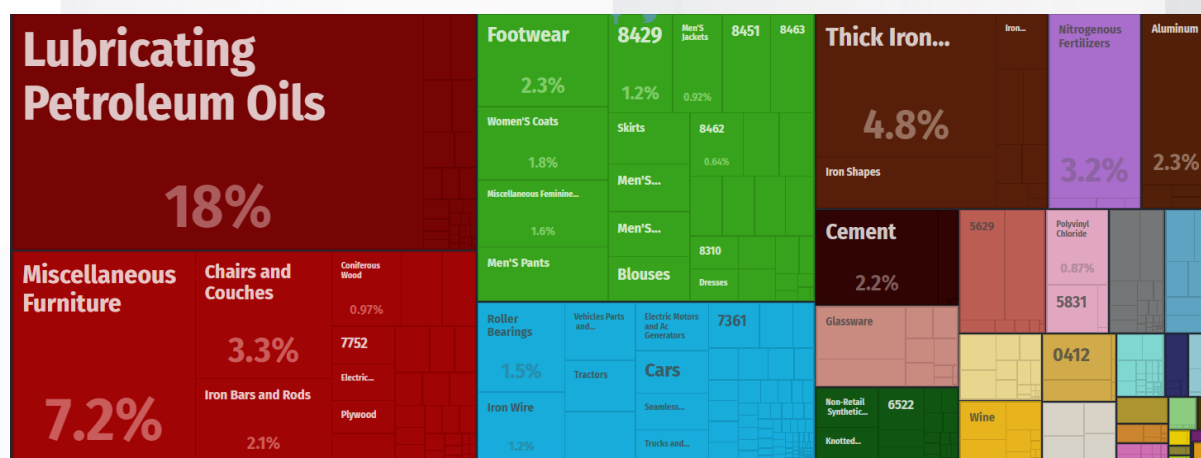 Lubricating
Petroleum Oils
18%
Miscellaneous
Furniture
7.2%
Chairs and
Couches
3.3%
Iron Bars and Rods
2.1%
Coniferous
Wood
0.97%
7752
Electric...
Plywood
Footwear
2.3%
Women'S Coats
1.8%
Miscellaneous Feminine...
1.6%
Men'S Pants
8429
1.2%
Men'S
Jackets
0.92%
8451
8463
Skirts
Men'S...
Men'S...
Blouses
8462
0.64%
8310
Dresses
Roller
Bearings
1.5%
Iron Wire
1.2%
Vehicles Parts
and...
Tractors
Electric Motors
and Ac
Generators
Cars
Seamless...
Trucks and...
7361
Thick Iron...
4.8%
Iron Shapes
Iron...
Nitrogenous
Fertilizers
3.2%
Aluminum
2.3%
Cement
2.2%
Glassware
Non-Retail
Synthetic...
Knotted...
6522
5629
Polyvinyl
Chloride
0.87%
5831
0412
Wine